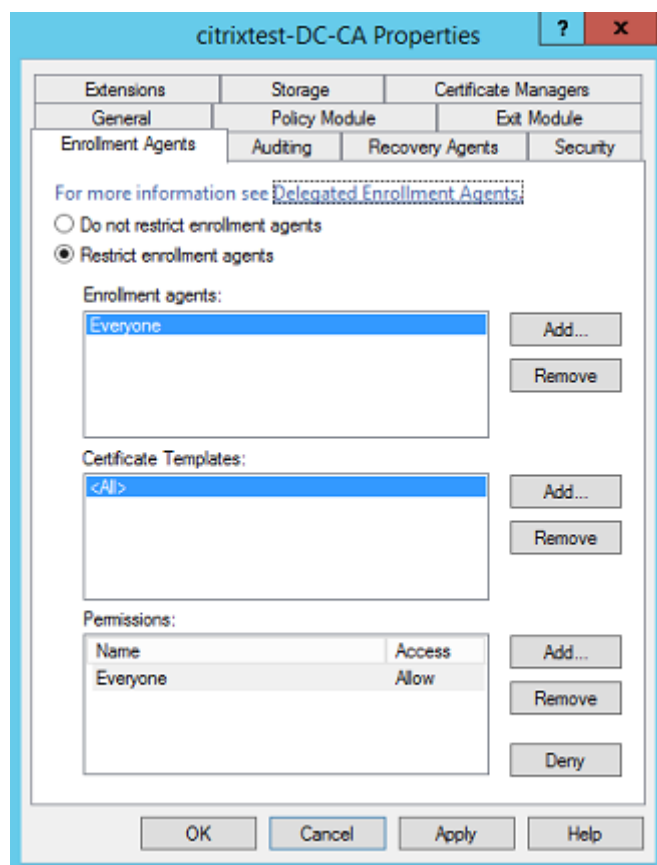 citrixtest-DC-CA Properties
?
x
Extensions
Storage
Certificate Managers
General
Policy Module
Exit Module
Enrollment Agents
Auditing
Recovery Agents
Security
For more information see Delegated Enrollment Agents.
Do not restrict enrollment agents
Restrict enrollment agents
Enrollment agents:
Everyone
Add...
Remove
Certificate Templates:
<All>
Add...
Remove
Permissions:
Name Access
Everyone Allow
Add...
Remove
Deny
OK
Cancel
Apply
Help